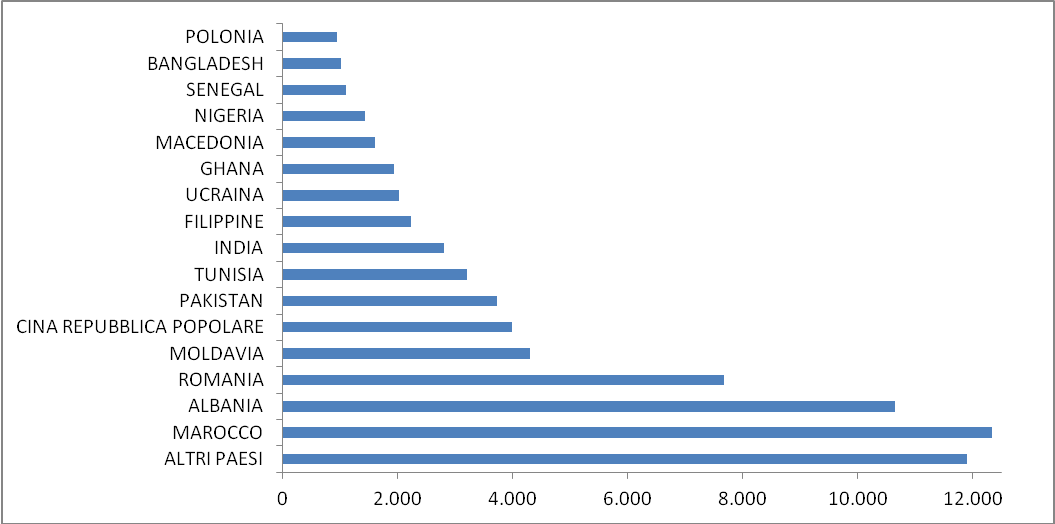 POLONIA
BANGLADESH
SENEGAL
NIGERIA
MACEDONIA
GHANA
UCRAINA
FILIPPINE
INDIA
TUNISIA
PAKISTAN
CINA REPUBBLICA POPOLARE
MOLDAVIA
ROMANIA
ALBANIA
MAROCCO
ALTRI PAESI
0 2.000 4.000 6.000 8.000 10.000 12.000